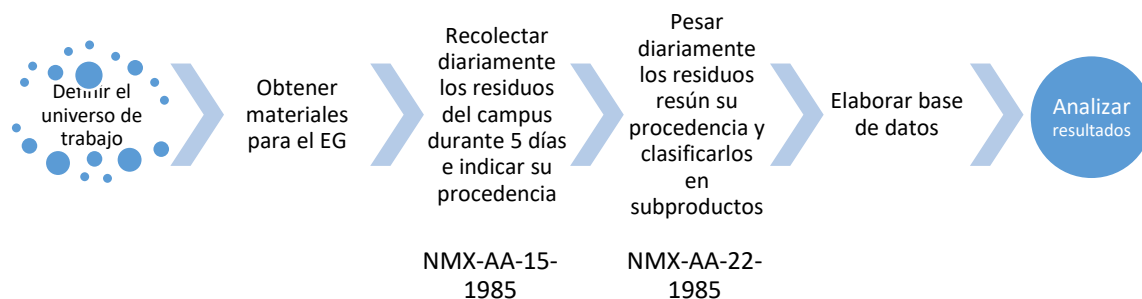 Definir el
universo de
trabajo
Obtener
materiales
para el EG
Recolectar
diariamente
los residuos
del campus
durante 5 días
e indicar su
procedencia
NMX-AA-15-
1985
Pesar
diariamente
los residuos
resún su
procedencia y
clasificarlos
en
subproductos
NMX-AA-22-
1985
Elaborar base
de datos
Analizar
resultados